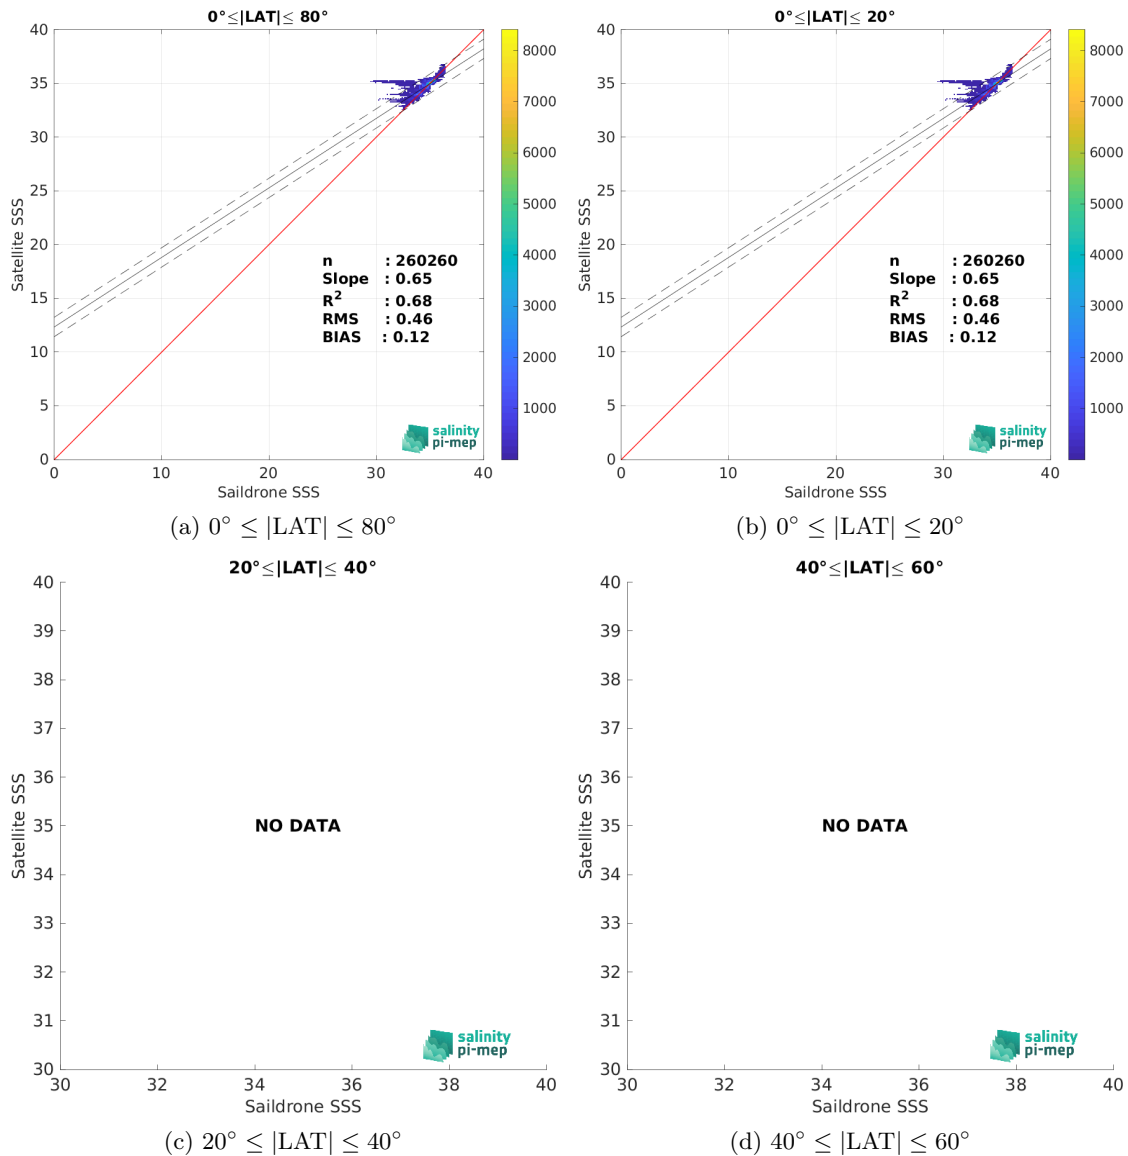 0°≤|LAT|≤ 80°
40
35
30
25
20
15
10
5
0
Satellite SSS
n : 260260
Slope : 0.65
R² : 0.68
RMS : 0.46
BIAS : 0.12
salinity
pi-mep
0 10 20 30 40
Saildrone SSS
8000
7000
6000
5000
4000
3000
2000
1000
(a) 0° ≤ |LAT| ≤ 80°
0°≤|LAT|≤ 20°
40
35
30
25
20
15
10
5
0
Satellite SSS
n : 260260
Slope : 0.65
R² : 0.68
RMS : 0.46
BIAS : 0.12
salinity
pi-mep
0 10 20 30 40
Saildrone SSS
8000
7000
6000
5000
4000
3000
2000
1000
(b) 0° ≤ |LAT| ≤ 20°
20°≤|LAT|≤ 40°
40
39
38
37
36
35
34
33
32
31
30
Satellite SSS
NO DATA
salinity
pi-mep
30 32 34 36 38 40
Saildrone SSS
(c) 20° ≤ |LAT| ≤ 40°
40°≤|LAT|≤ 60°
40
39
38
37
36
35
34
33
32
31
30
Satellite SSS
NO DATA
salinity
pi-mep
30 32 34 36 38 40
Saildrone SSS
(d) 40° ≤ |LAT| ≤ 60°